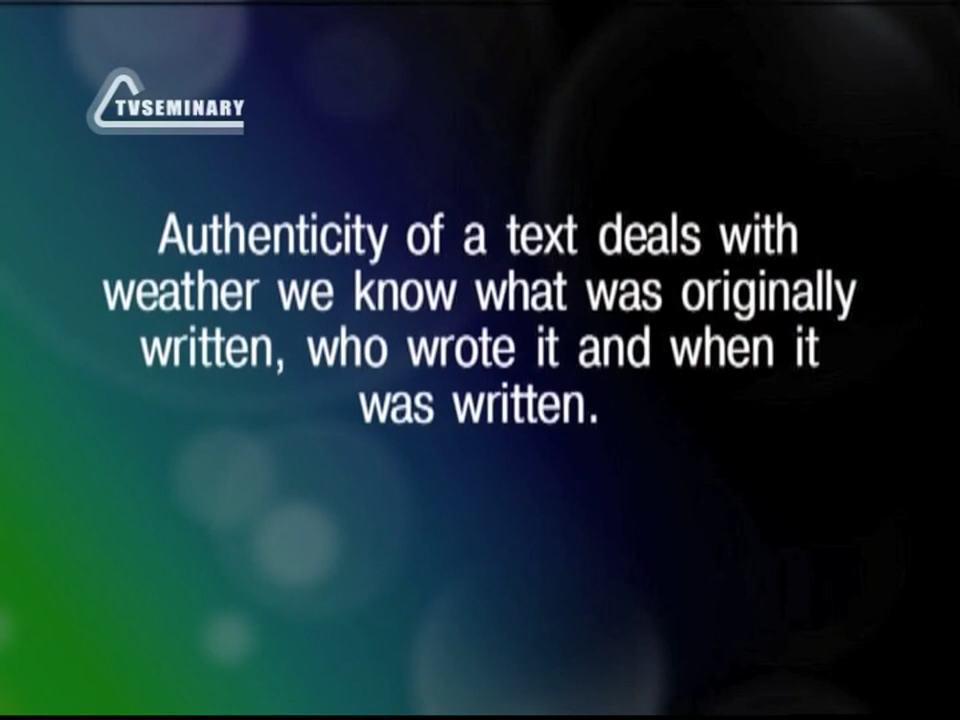 TVSEMINARY
Authenticity of a text deals with
weather we know what was originally
written, who wrote it and when it
was written.